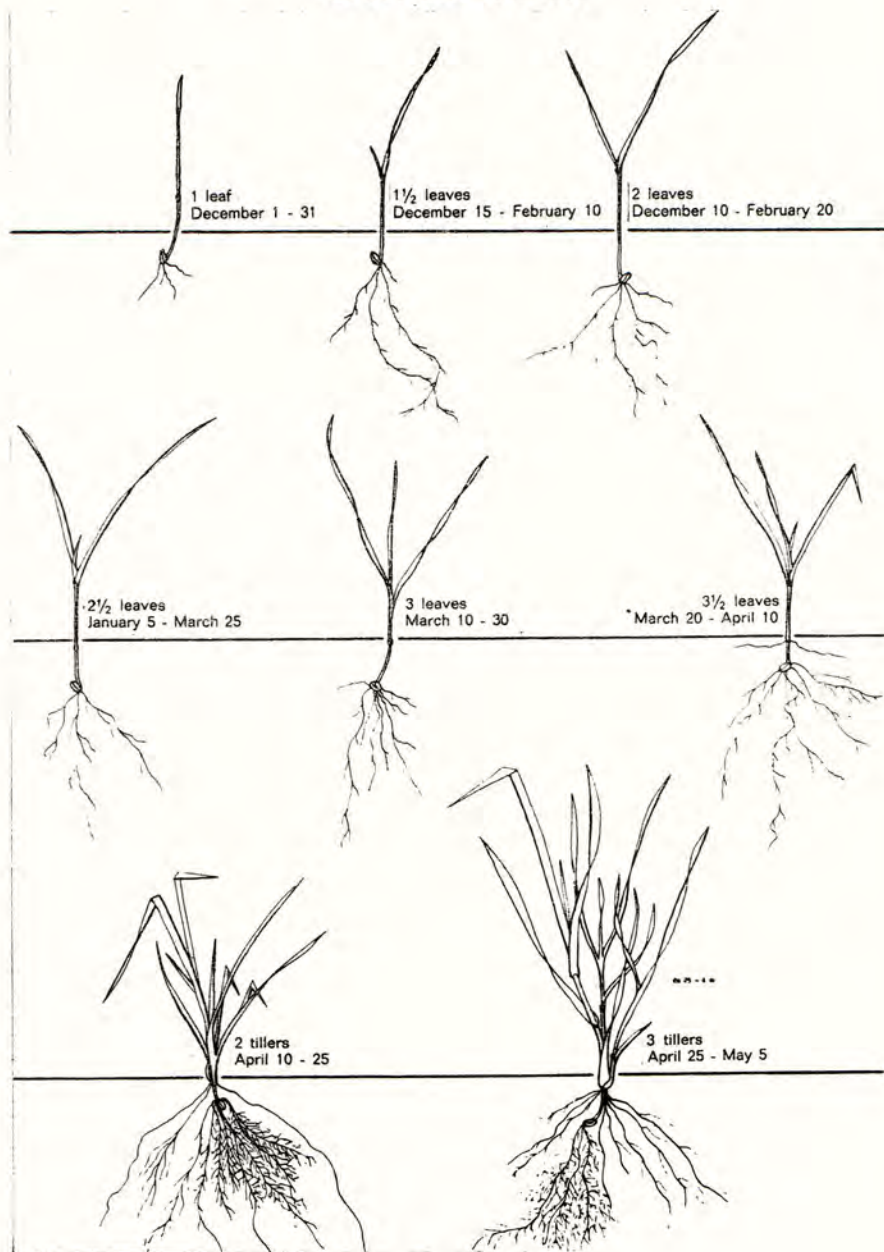 1 leaf
December 1 - 31
1½ leaves
December 15 - February 10
2 leaves
December 10 - February 20
2½ leaves
January 5 - March 25
3 leaves
March 10 - 30
3½ leaves
March 20 - April 10
2 tillers
April 10 - 25
3 tillers
April 25 - May 5